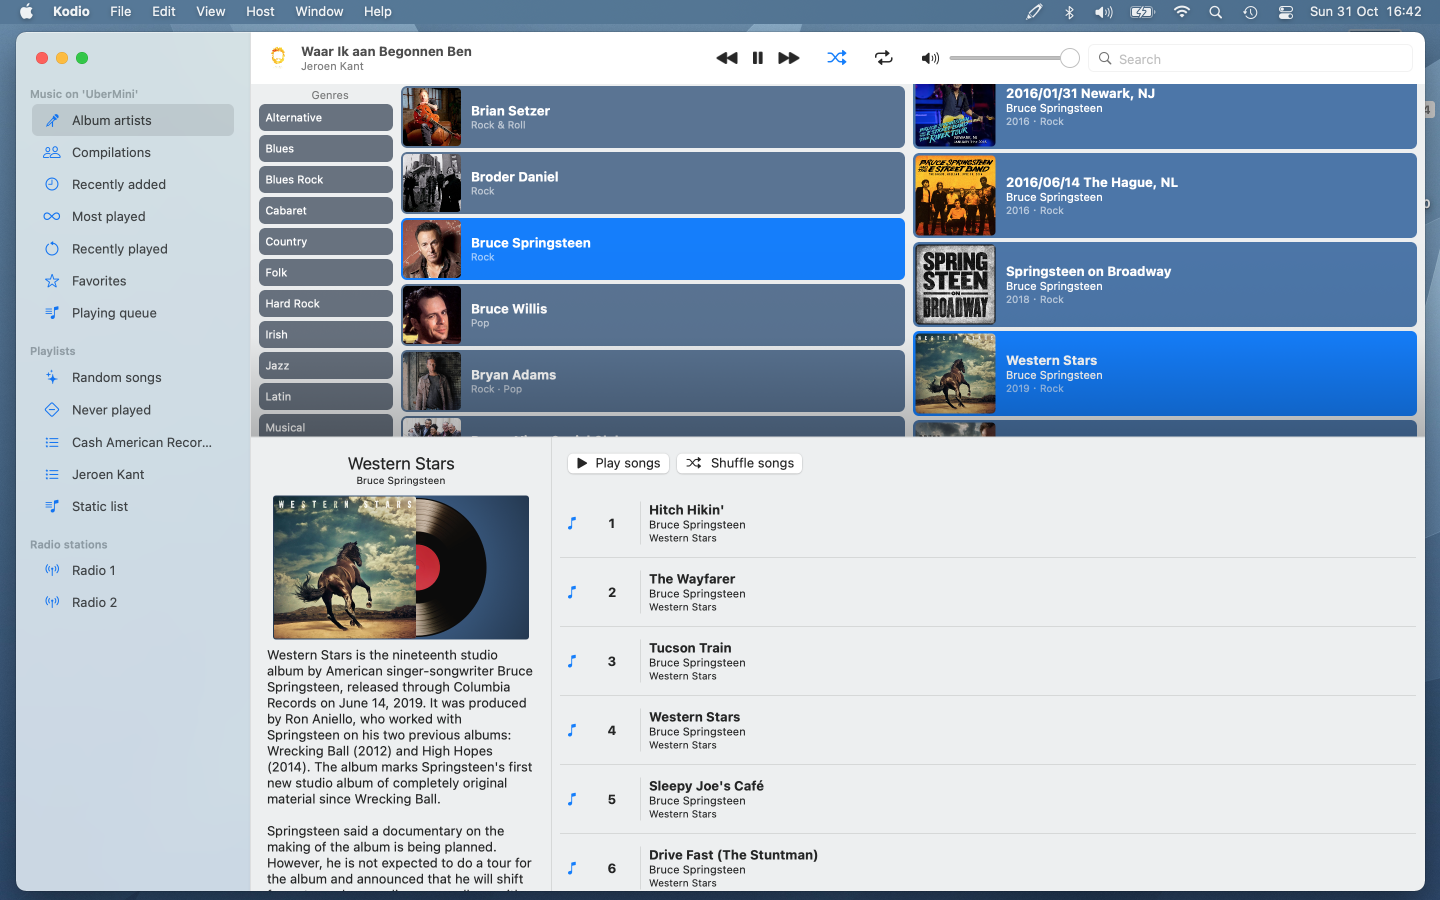 Kodio File Edit View Host Window Help
Sun 31 Oct 16:42
Music on 'UberMini'
Album artists
Compilations
Recently added
Most played
Recently played
Favorites
Playing queue
Playlists
Random songs
Never played
Cash American Recor...
Jeroen Kant
Static list
Radio stations
Radio 1
Radio 2
Waar Ik aan Begonnen Ben
Jeroen Kant
Search
Genres
Alternative
Blues
Blues Rock
Cabaret
Country
Folk
Hard Rock
Irish
Jazz
Latin
Musical
Brian Setzer
Rock & Roll
Broder Daniel
Rock
Bruce Springsteen
Rock
Bruce Willis
Pop
Bryan Adams
Rock · Pop
2016/01/31 Newark, NJ
Bruce Springsteen
2016 · Rock
2016/06/14 The Hague, NL
Bruce Springsteen
2016 · Rock
SPRING
STEEN
ON
BROADWAY
Springsteen on Broadway
Bruce Springsteen
2018 · Rock
WESTERN STARS
Western Stars
Bruce Springsteen
2019 · Rock
Western Stars
Bruce Springsteen
WESTERN STARS
Western Stars is the nineteenth studio
album by American singer-songwriter Bruce
Springsteen, released through Columbia
Records on June 14, 2019. It was produced
by Ron Aniello, who worked with
Springsteen on his two previous albums:
Wrecking Ball (2012) and High Hopes
(2014). The album marks Springsteen's first
new studio album of completely original
material since Wrecking Ball.
Springsteen said a documentary on the
making of the album is being planned.
However, he is not expected to do a tour for
the album and announced that he will shift
Play songs
Shuffle songs
1
Hitch Hikin'
Bruce Springsteen
Western Stars
2
The Wayfarer
Bruce Springsteen
Western Stars
3
Tucson Train
Bruce Springsteen
Western Stars
4
Western Stars
Bruce Springsteen
Western Stars
5
Sleepy Joe's Café
Bruce Springsteen
Western Stars
6
Drive Fast (The Stuntman)
Bruce Springsteen
Western Stars